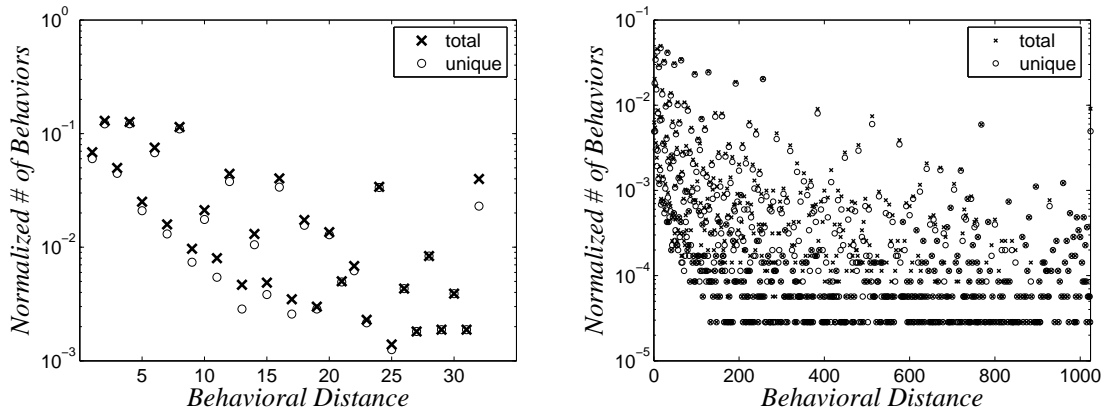 10^0
10^-1
10^-2
10^-3
5
10
15
20
25
30
Behavioral Distance
Normalized # of Behaviors
total
unique
10^-1
10^-2
10^-3
10^-4
10^-5
0
200
400
600
800
1000
Behavioral Distance
Normalized # of Behaviors
total
unique